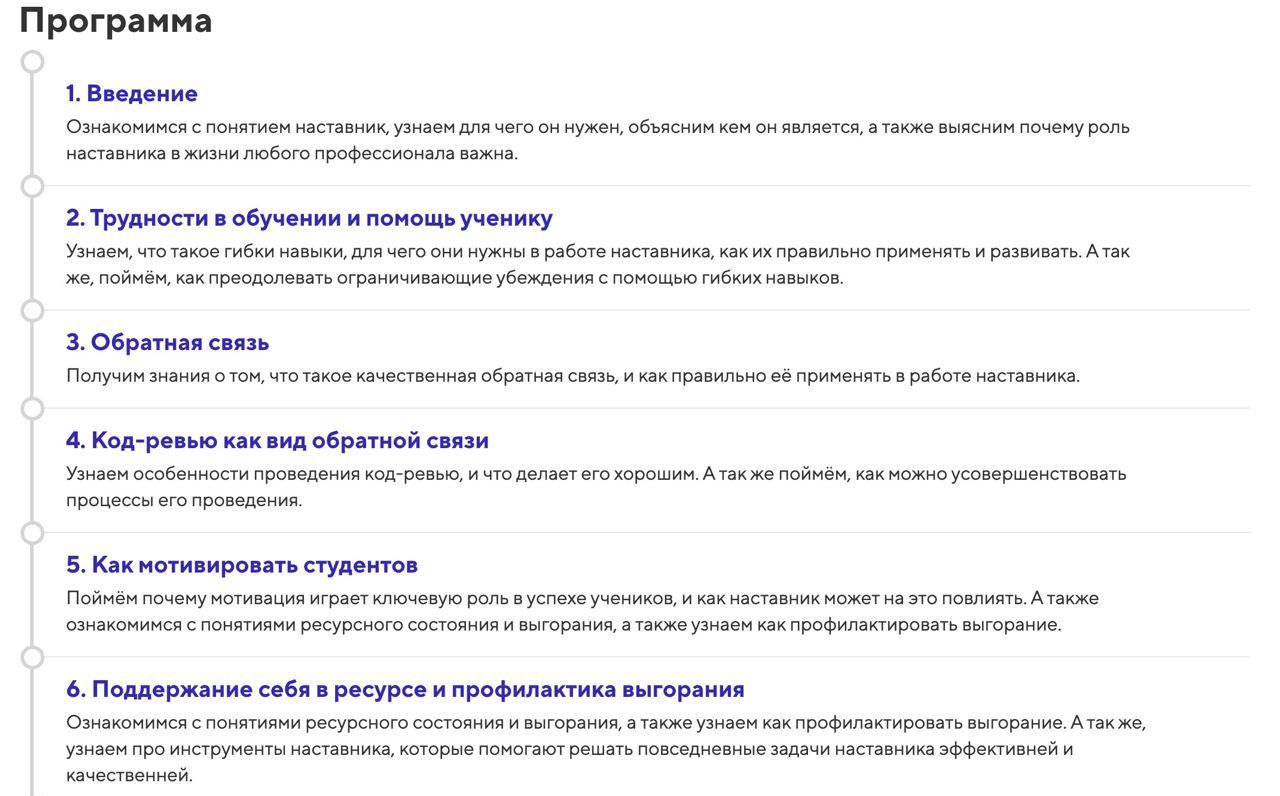 Программа
1. Введение
Ознакомимся с понятием наставник, узнаем для чего он нужен, объясним кем он является, а также выясним почему роль
наставника в жизни любого профессионала важна.
2. Трудности в обучении и помощь ученику
Узнаем, что такое гибки навыки, для чего они нужны в работе наставника, как их правильно применять и развивать. А так
же, поймём, как преодолевать ограничивающие убеждения с помощью гибких навыков.
3. Обратная связь
Получим знания о том, что такое качественная обратная связь, и как правильно её применять в работе наставника.
4. Код-ревью как вид обратной связи
Узнаем особенности проведения код-ревью, и что делает его хорошим. А так же поймём, как можно усовершенствовать
процессы его проведения.
5. Как мотивировать студентов
Поймём почему мотивация играет ключевую роль в успехе учеников, и как наставник может на это повлиять. А также
ознакомимся с понятиями ресурсного состояния и выгорания, а также узнаем как профилактировать выгорание.
6. Поддержание себя в ресурсе и профилактика выгорания
Ознакомимся с понятиями ресурсного состояния и выгорания, а также узнаем как профилактировать выгорание. А так же,
узнаем про инструменты наставника, которые помогают решать повседневные задачи наставника эффективней и
качественней.